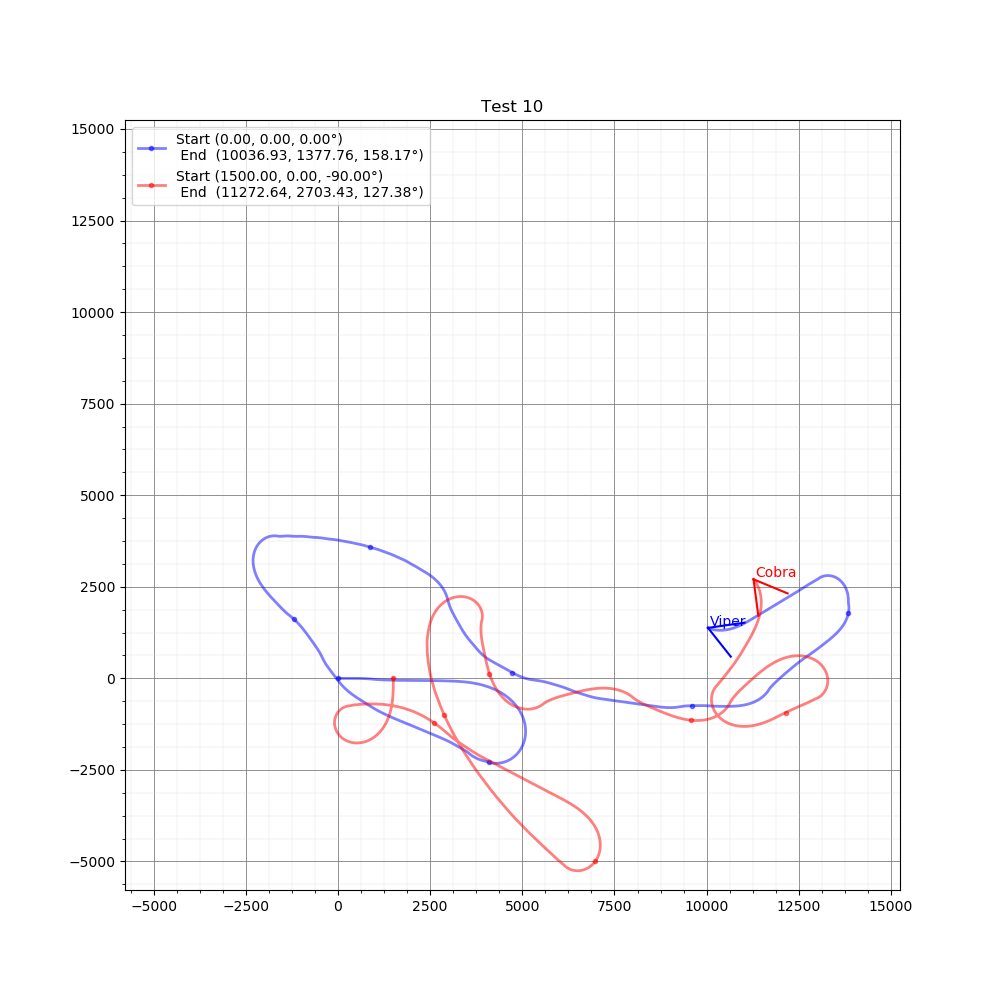 Test 10
Start (0.00, 0.00, 0.00°)
End  (10036.93, 1377.76, 158.17°)
Start (1500.00, 0.00, -90.00°)
End  (11272.64, 2703.43, 127.38°)
15000
12500
10000
7500
5000
2500
0
−2500
−5000
Cobra
Viper
−5000 −2500 0 2500 5000 7500 10000 12500 15000